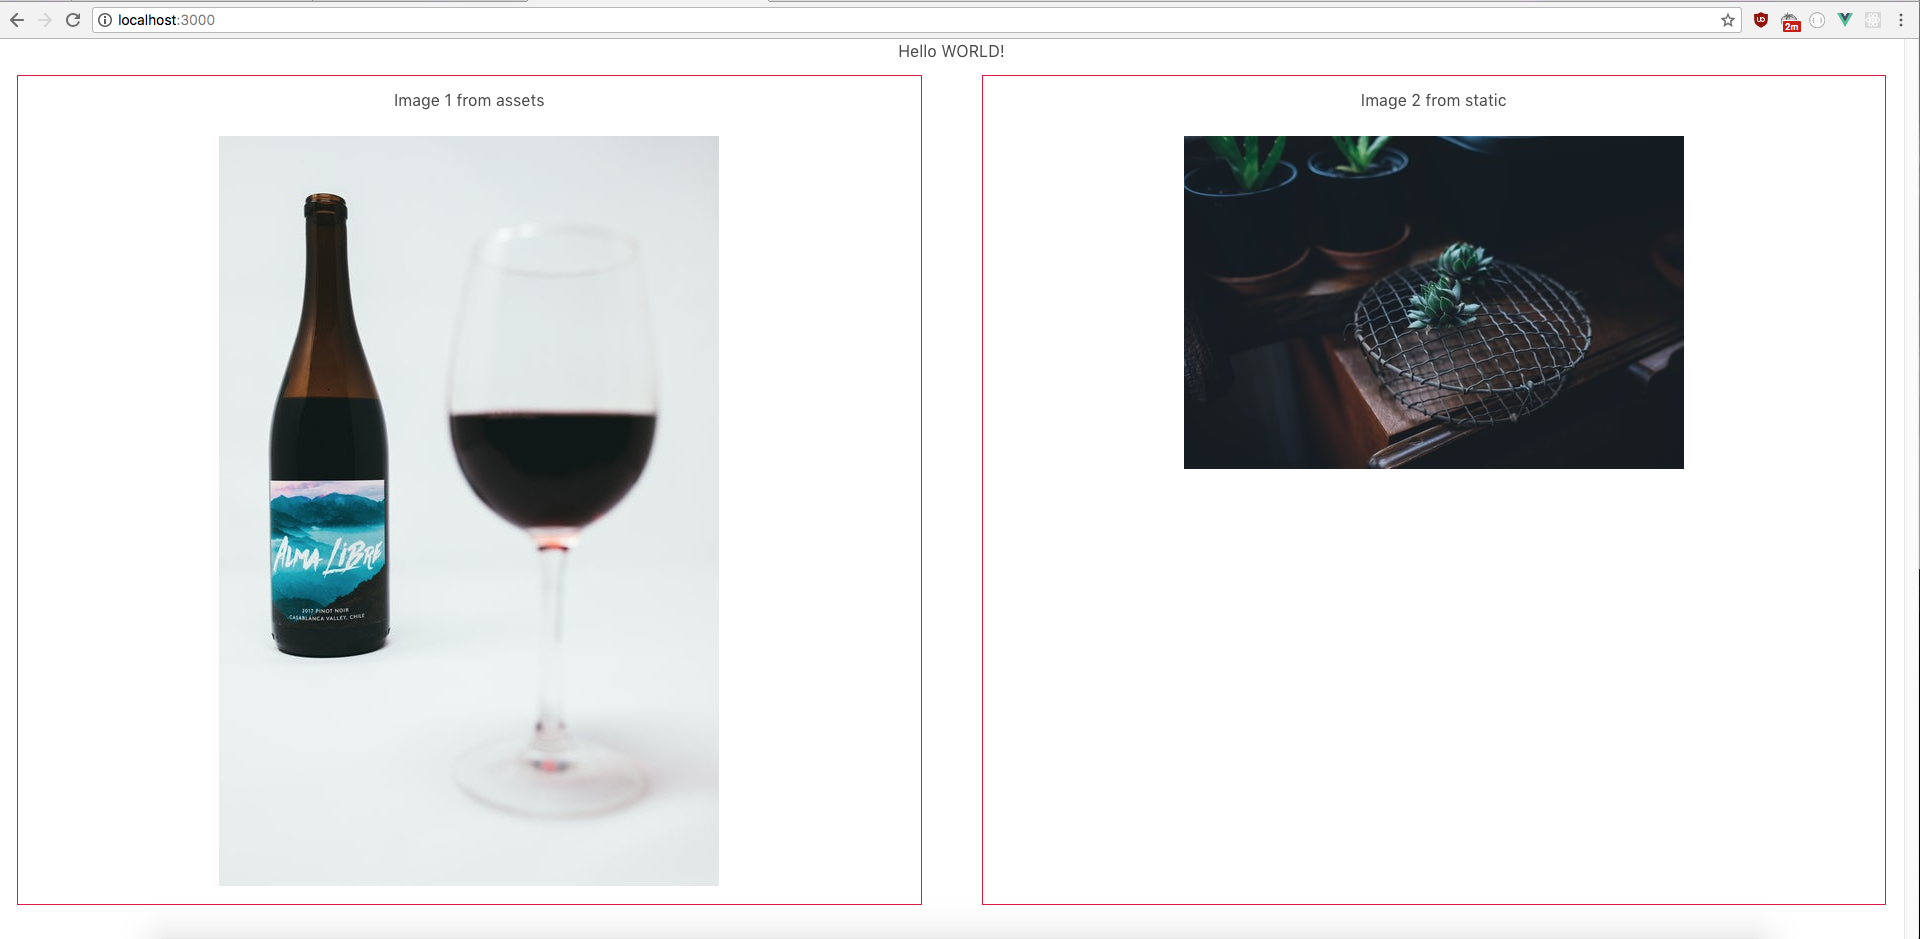 localhost:3000
2m
Hello WORLD!
Image 1 from assets
Image 2 from static
ALMA LiBRE
2017 PINOT NOIR
CASABLANCA VALLEY, CHILE